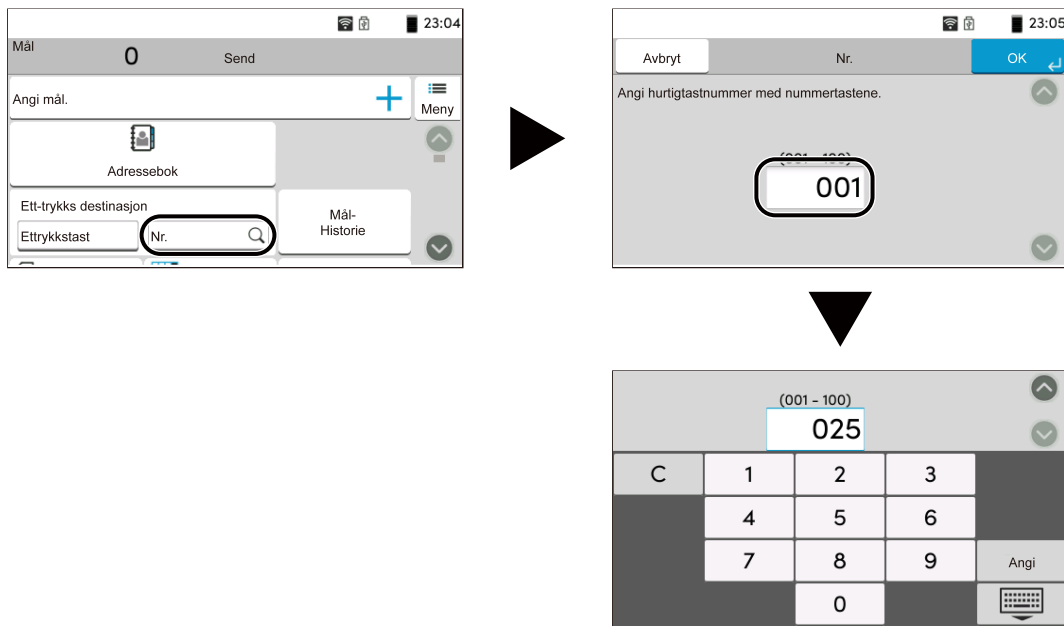 23:04
Mål
0
Send
Angi mål.
Meny
Adressebok
Ett-trykks destinasjon
Ettrykkstast
Nr.
Mål-
Historie
23:05
Avbryt
Nr.
OK
Angi hurtigtastnummer med nummertastene.
(001 - 100)
001
(001 - 100)
025
C 1 2 3
4 5 6
7 8 9 Angi
0